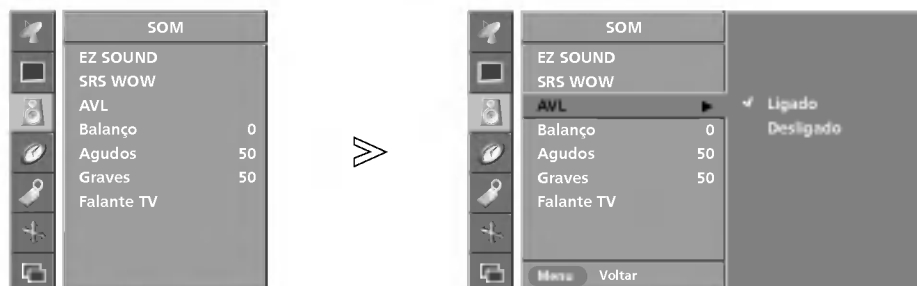 SOM
EZ SOUND
SRS WOW
AVL
Balanço 0
Agudos 50
Graves 50
Falante TV
SOM
EZ SOUND
SRS WOW
AVL
Balanço 0
Agudos 50
Graves 50
Falante TV
Menu Voltar
Ligado
Desligado